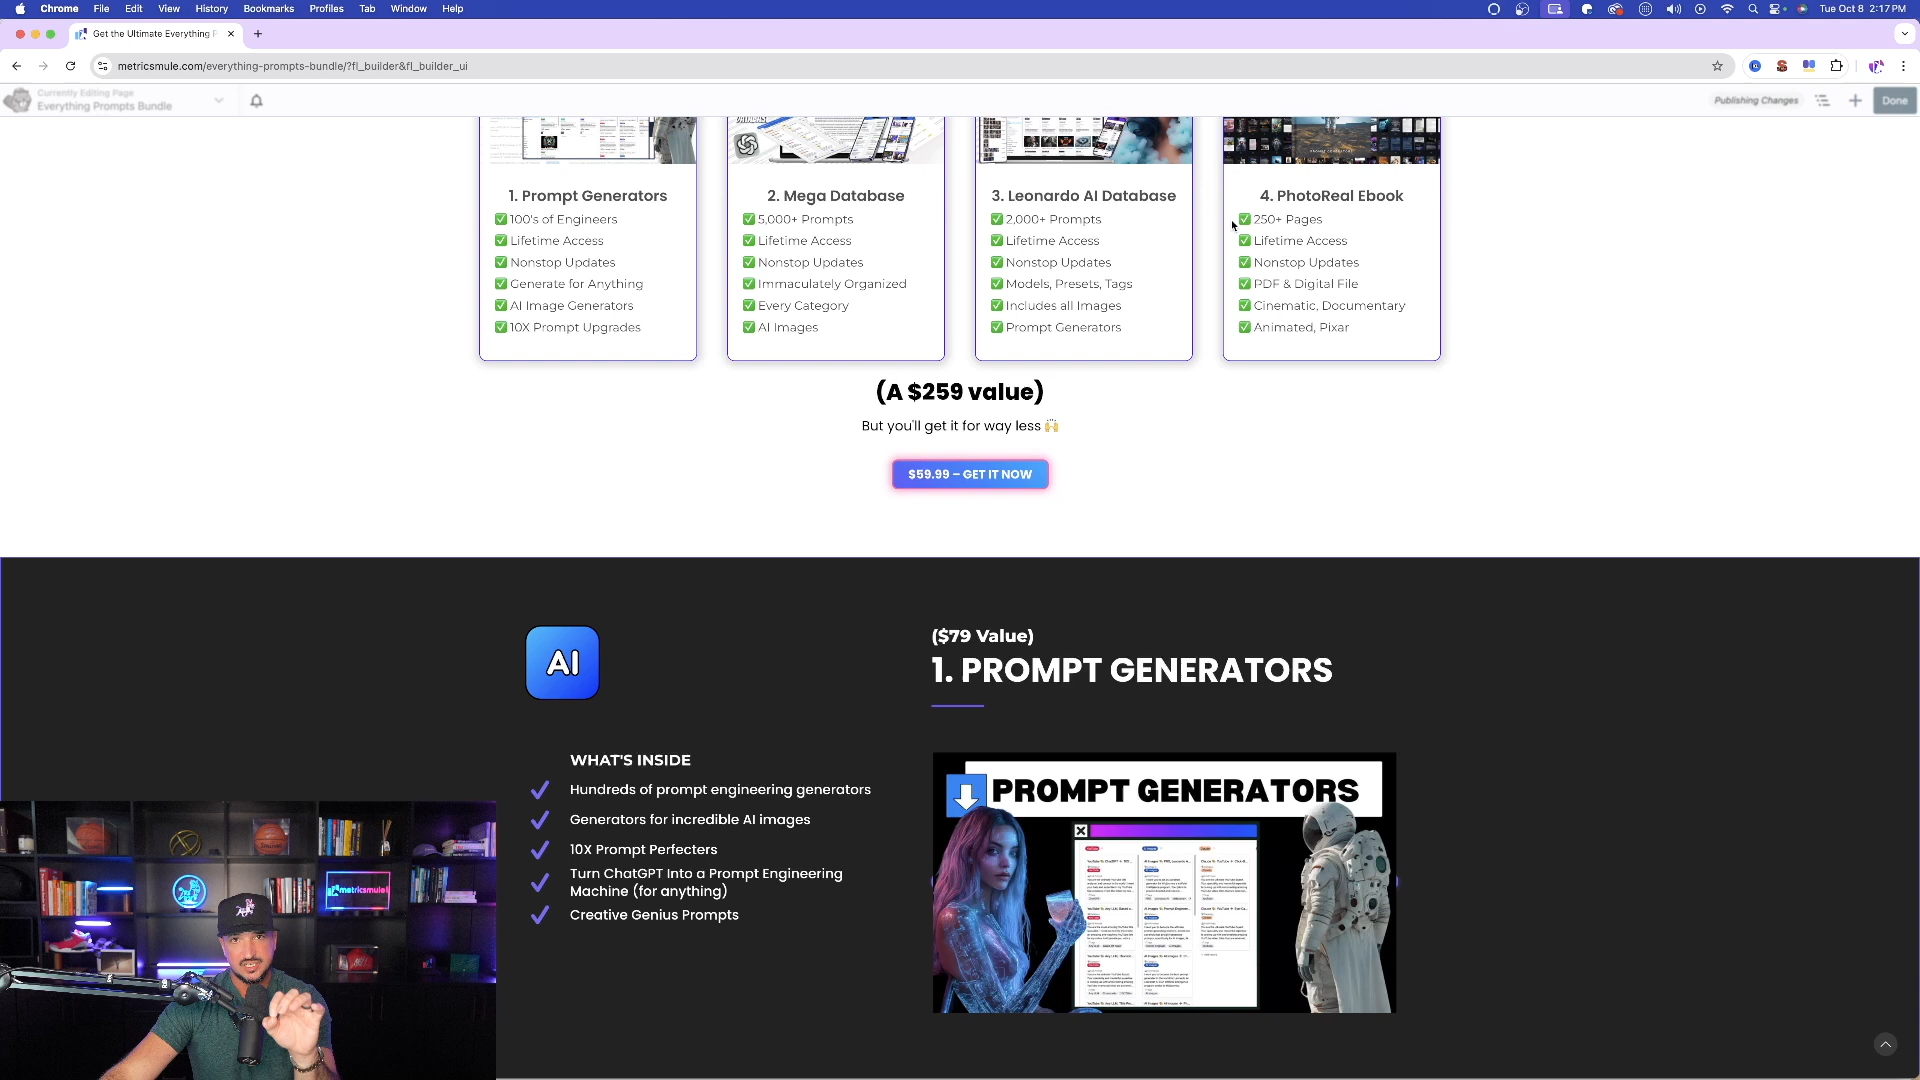 Chrome File Edit View History Bookmarks Profiles Tab Window Help
Tue Oct 8 2:17 PM
Get the Ultimate Everything P
metricsmule.com/everything-prompts-bundle/?fl_builder&fl_builder_ui
Currently Editing Page
Everything Prompts Bundle
Publishing Changes
Done
1. Prompt Generators
✅ 100's of Engineers
✅ Lifetime Access
✅ Nonstop Updates
✅ Generate for Anything
✅ AI Image Generators
✅ 10X Prompt Upgrades
2. Mega Database
✅ 5,000+ Prompts
✅ Lifetime Access
✅ Nonstop Updates
✅ Immaculately Organized
✅ Every Category
✅ AI Images
3. Leonardo AI Database
✅ 2,000+ Prompts
✅ Lifetime Access
✅ Nonstop Updates
✅ Models, Presets, Tags
✅ Includes all Images
✅ Prompt Generators
4. PhotoReal Ebook
✅ 250+ Pages
✅ Lifetime Access
✅ Nonstop Updates
✅ PDF & Digital File
✅ Cinematic, Documentary
✅ Animated, Pixar
(A $259 value)
But you'll get it for way less 🙌
$59.99 – GET IT NOW
AI
($79 Value)
1. PROMPT GENERATORS
WHAT'S INSIDE
Hundreds of prompt engineering generators
Generators for incredible AI images
10X Prompt Perfecters
Turn ChatGPT Into a Prompt Engineering
Machine (for anything)
Creative Genius Prompts
PROMPT GENERATORS
metricsmule